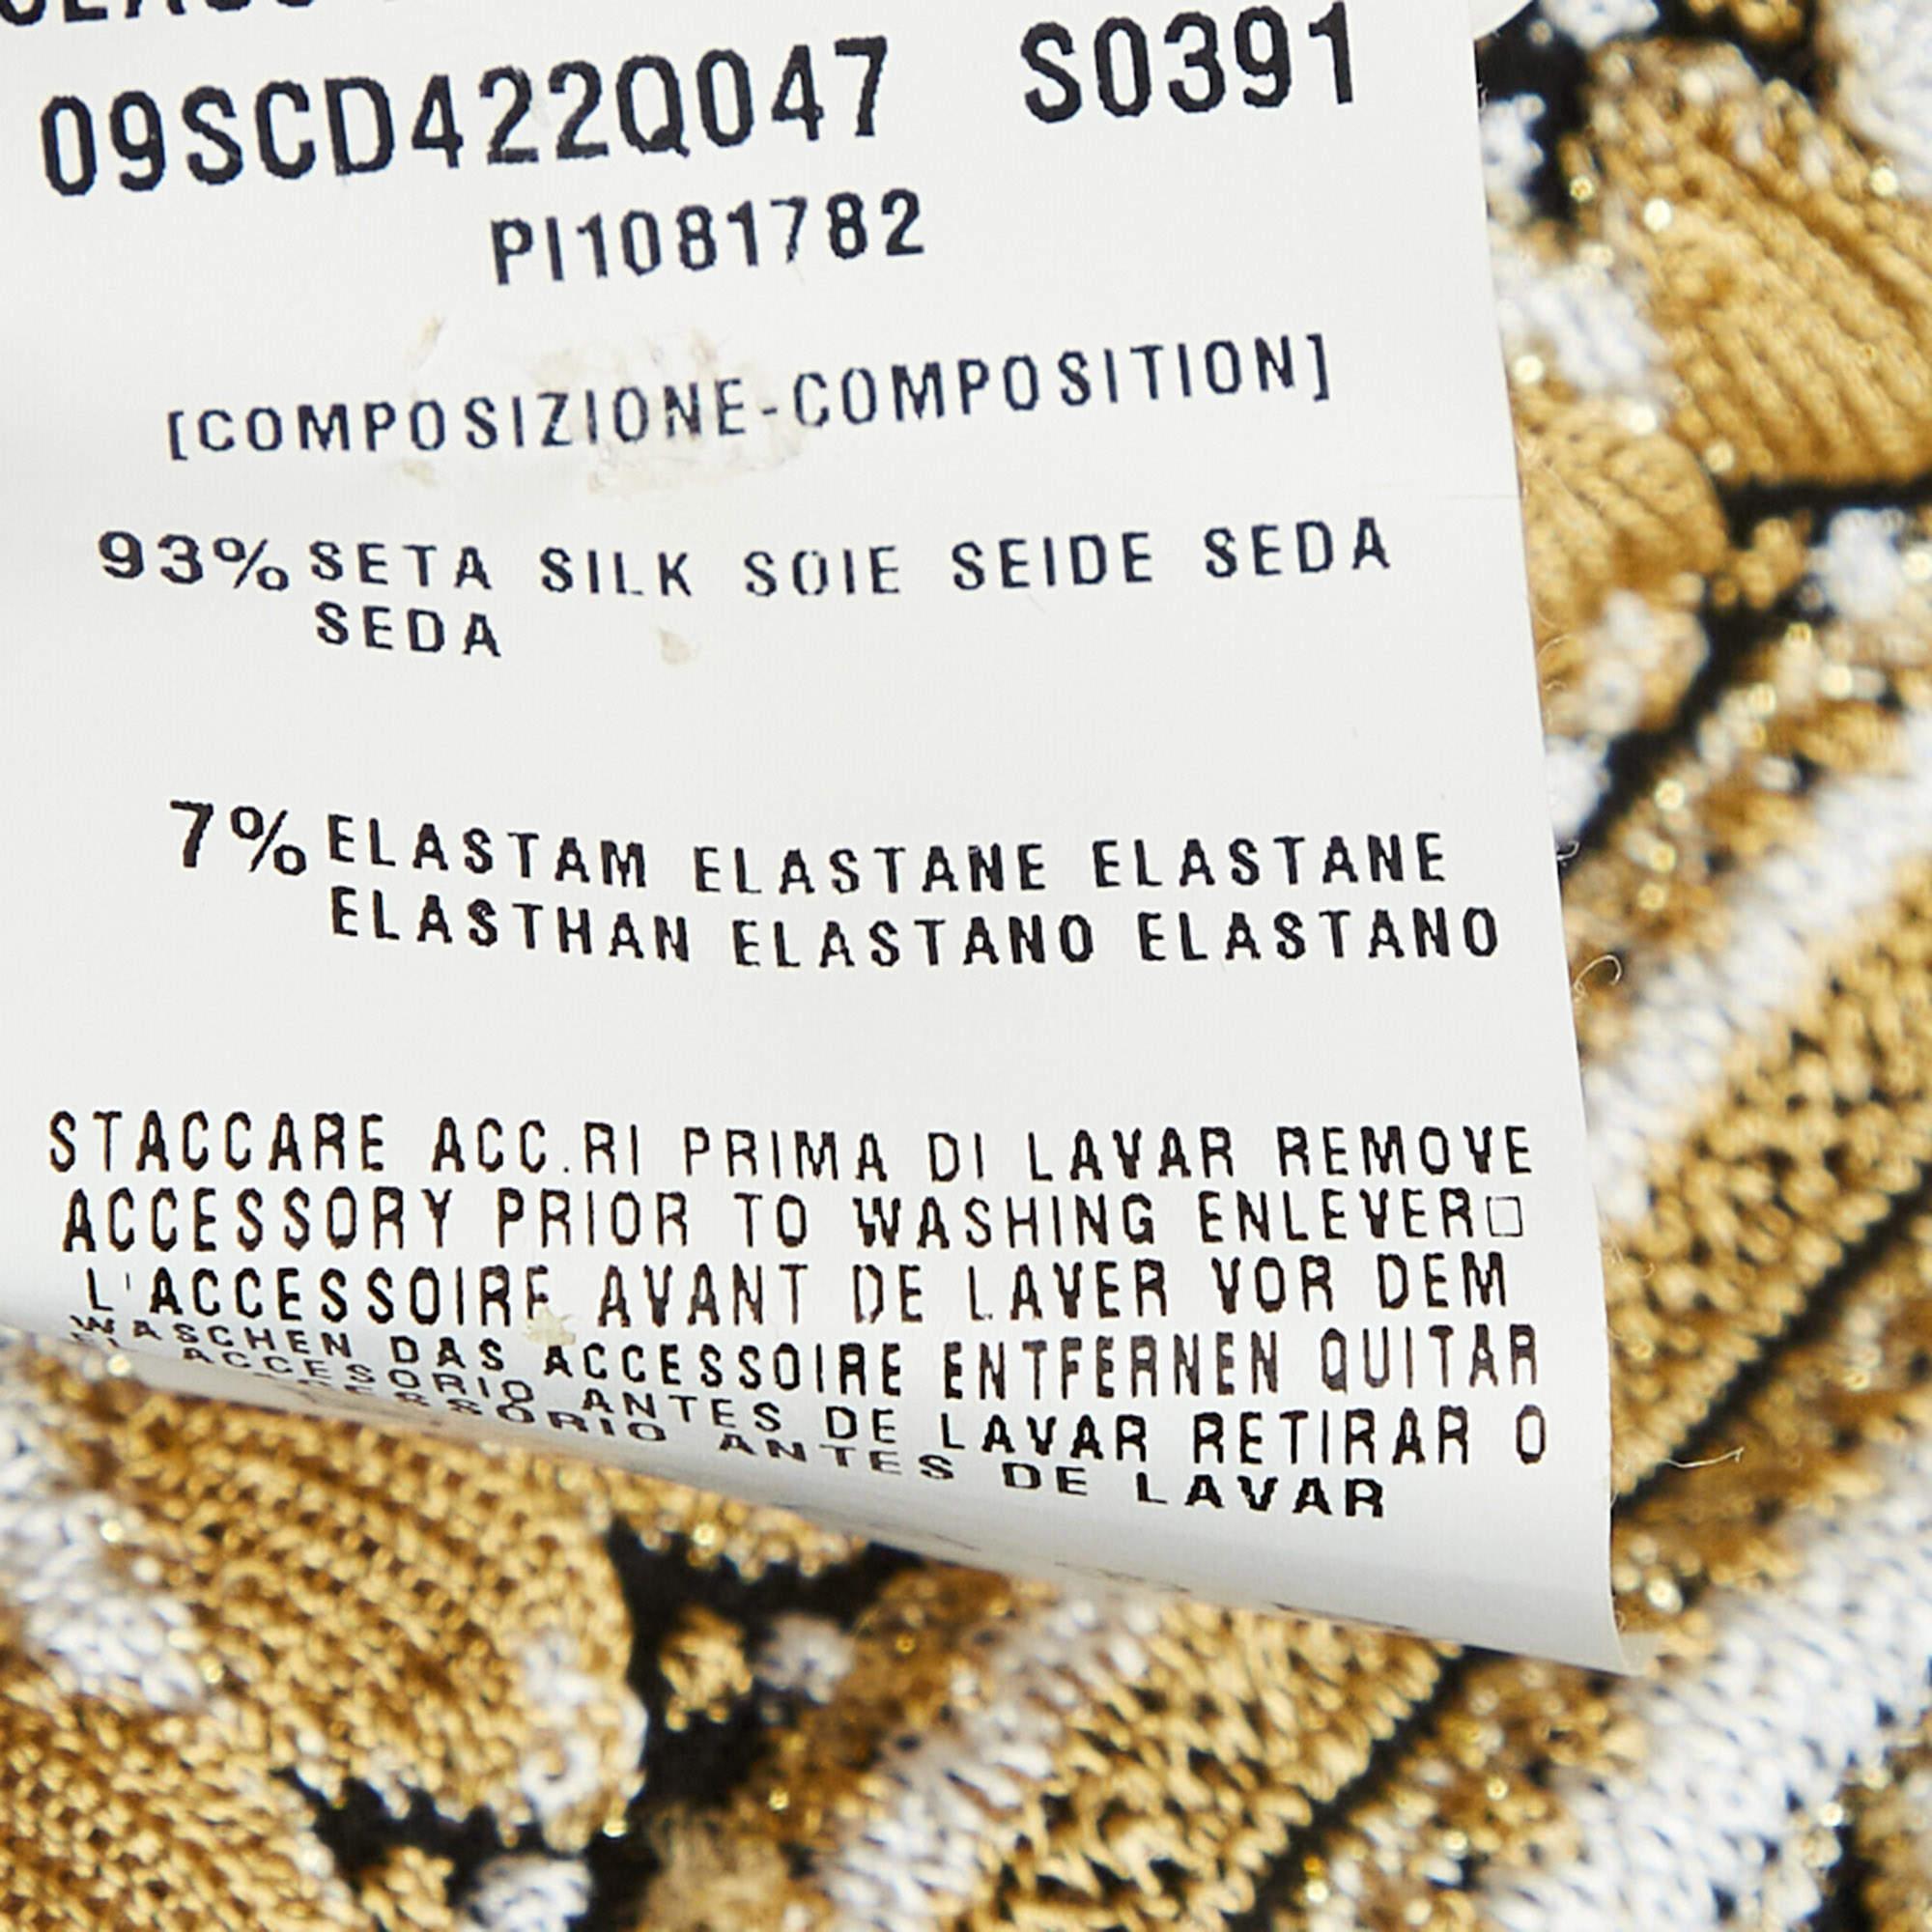 09SCD422Q047 S0391
PI1081782
[COMPOSIZIONE-COMPOSITION]
93% SETA SILK SOIE SEIDE SEDA
SEDA
7% ELASTAM ELASTANE ELASTANE
ELASTHAN ELASTANO ELASTANO
STACCARE ACC.RI PRIMA DI LAVAR REMOVE
ACCESSORY PRIOR TO WASHING ENLEVER□
L'ACCESSOIRE AVANT DE LAVER VOR DEM
WASCHEN DAS ACCESSOIRE ENTFERNEN QUITAR
ACCESORIO ANTES DE LAVAR RETIRAR O
ANTES DE LAVAR